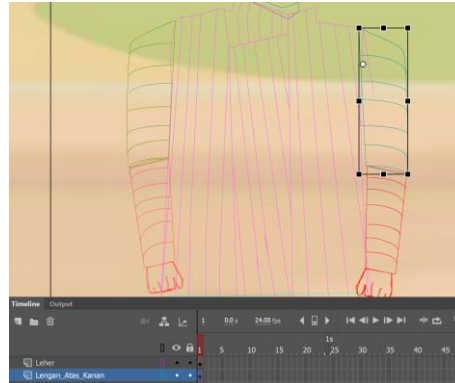 Timeline Output
1 0.0 s 24.00 fps
1s
1 5 10 15 20 25 30 35 40 45
Leher
Lengan_Atas_Kanan